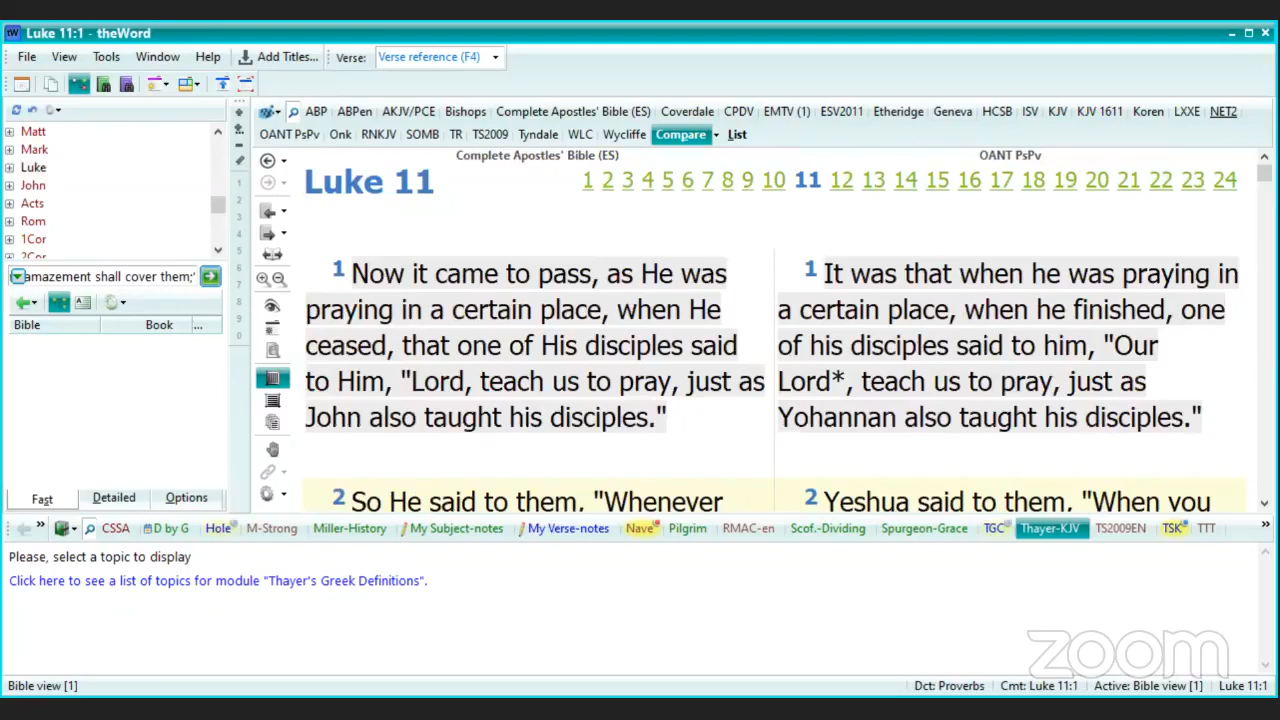 Luke 11:1 - theWord
File View Tools Window Help Add Titles... Verse: Verse reference (F4)
ABP ABPen AKJV/PCE Bishops Complete Apostles' Bible (ES) Coverdale CPDV EMTV (1) ESV2011 Etheridge Geneva HCSB ISV KJV KJV 1611 Koren LXXE NET2
OANT PsPv Onk RNKJV SOMB TR TS2009 Tyndale WLC Wycliffe Compare List
Matt
Mark
Luke
John
Acts
Rom
1Cor
2Cor
amazement shall cover them;'
Bible Book ...
Fast Detailed Options
Complete Apostles' Bible (ES) OANT PsPv
Luke 11 1 2 3 4 5 6 7 8 9 10 11 12 13 14 15 16 17 18 19 20 21 22 23 24
1 Now it came to pass, as He was
praying in a certain place, when He
ceased, that one of His disciples said
to Him, "Lord, teach us to pray, just as
John also taught his disciples."
2 So He said to them, "Whenever
1 It was that when he was praying in
a certain place, when he finished, one
of his disciples said to him, "Our
Lord*, teach us to pray, just as
Yohannan also taught his disciples."
2 Yeshua said to them, "When you
CSSA D by G Hole M-Strong Miller-History My Subject-notes My Verse-notes Nave Pilgrim RMAC-en Scof.-Dividing Spurgeon-Grace TGC Thayer-KJV TS2009EN TSK TTT
Please, select a topic to display
Click here to see a list of topics for module "Thayer's Greek Definitions".
zoom
Bible view [1] Dct: Proverbs Cmt: Luke 11:1 Active: Bible view [1] Luke 11:1